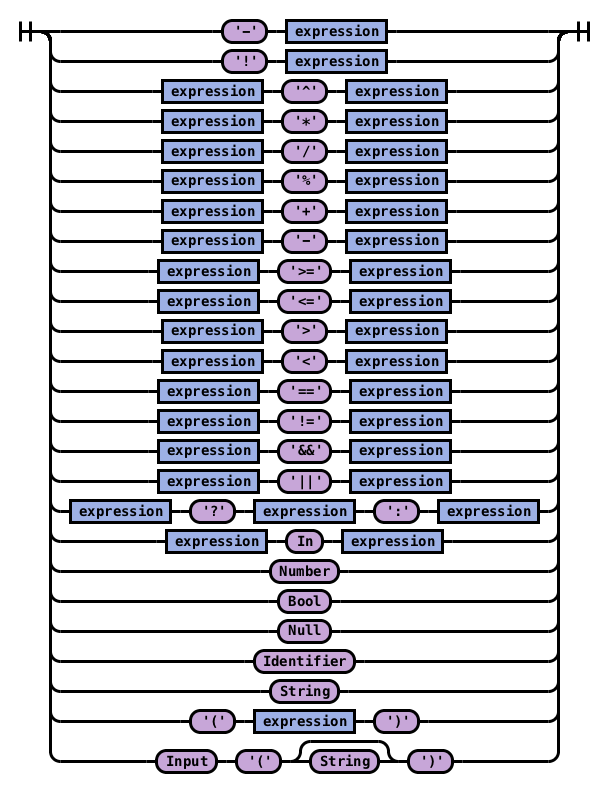 '-' expression
'!' expression
expression '^' expression
expression '*' expression
expression '/' expression
expression '%' expression
expression '+' expression
expression '-' expression
expression '>=' expression
expression '<=' expression
expression '>' expression
expression '<' expression
expression '==' expression
expression '!=' expression
expression '&&' expression
expression '||' expression
expression '?' expression ':' expression
expression In expression
Number
Bool
Null
Identifier
String
'(' expression ')'
Input '(' String ')'